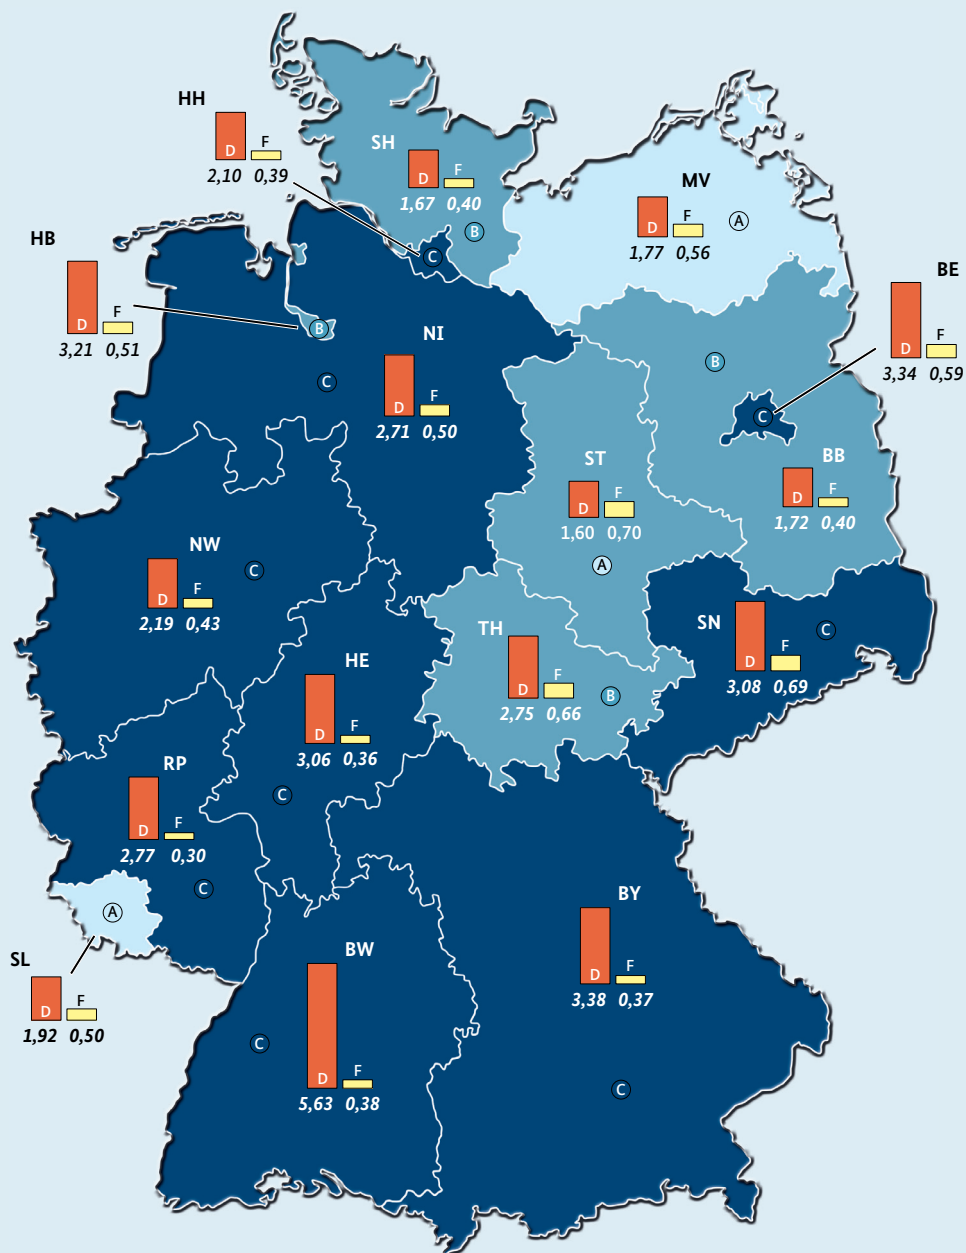 HH
D F
2,10 0,39
SH
D F
1,67 0,40
B
C
MV
D F
1,77 0,56
A
HB
D F
3,21 0,51
B
BE
D F
3,34 0,59
C
NI
C
D F
2,71 0,50
B
BB
D F
1,72 0,40
ST
D F
1,60 0,70
A
NW
C
D F
2,19 0,43
SN
C
D F
3,08 0,69
TH
D F
2,75 0,66
B
HE
D F
3,06 0,36
C
RP
D F
2,77 0,30
C
A
SL
D F
1,92 0,50
BY
D F
3,38 0,37
C
BW
C
D F
5,63 0,38